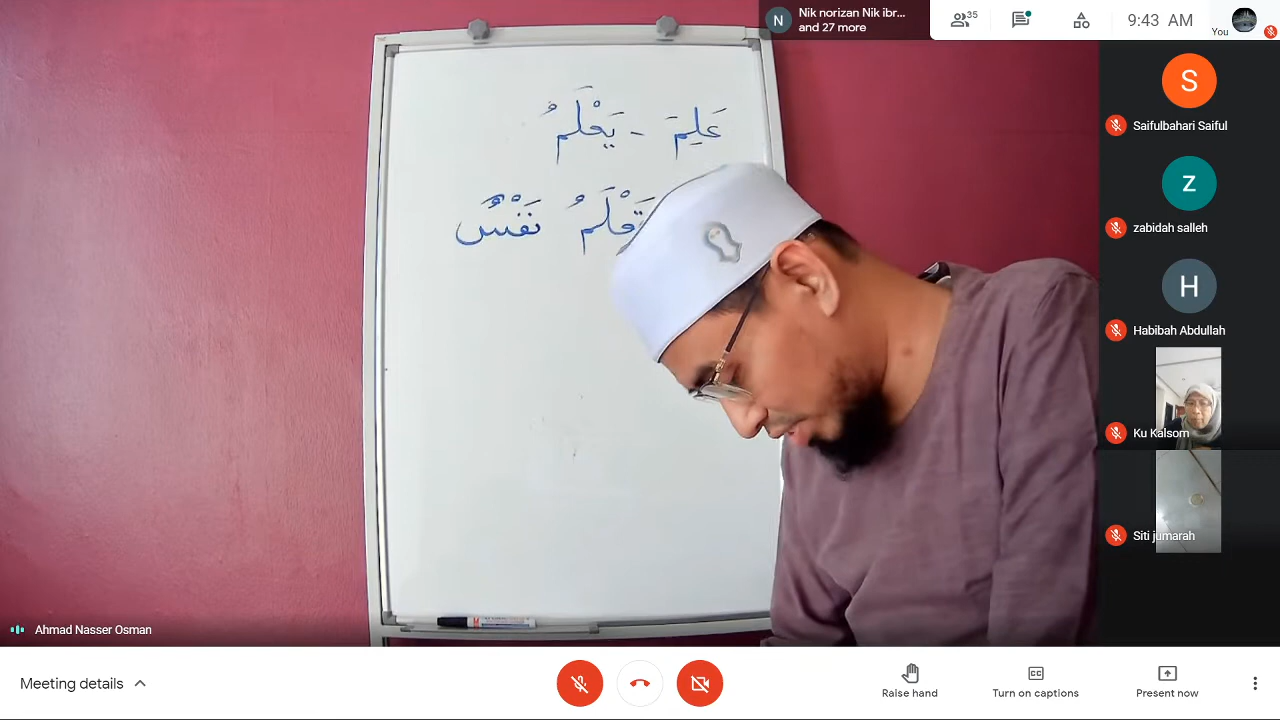 Nik norizan Nik ibr...
and 27 more
N
35
9:43 AM
You
عَلِمَ - يَعْلَمُ
تَعْلَمُ نَفْسٌ
S
Saifulbahari Saiful
z
zabidah salleh
H
Habibah Abdullah
Ku Kalsom
Siti jumarah
Ahmad Nasser Osman
Meeting details
Raise hand
CC
Turn on captions
Present now